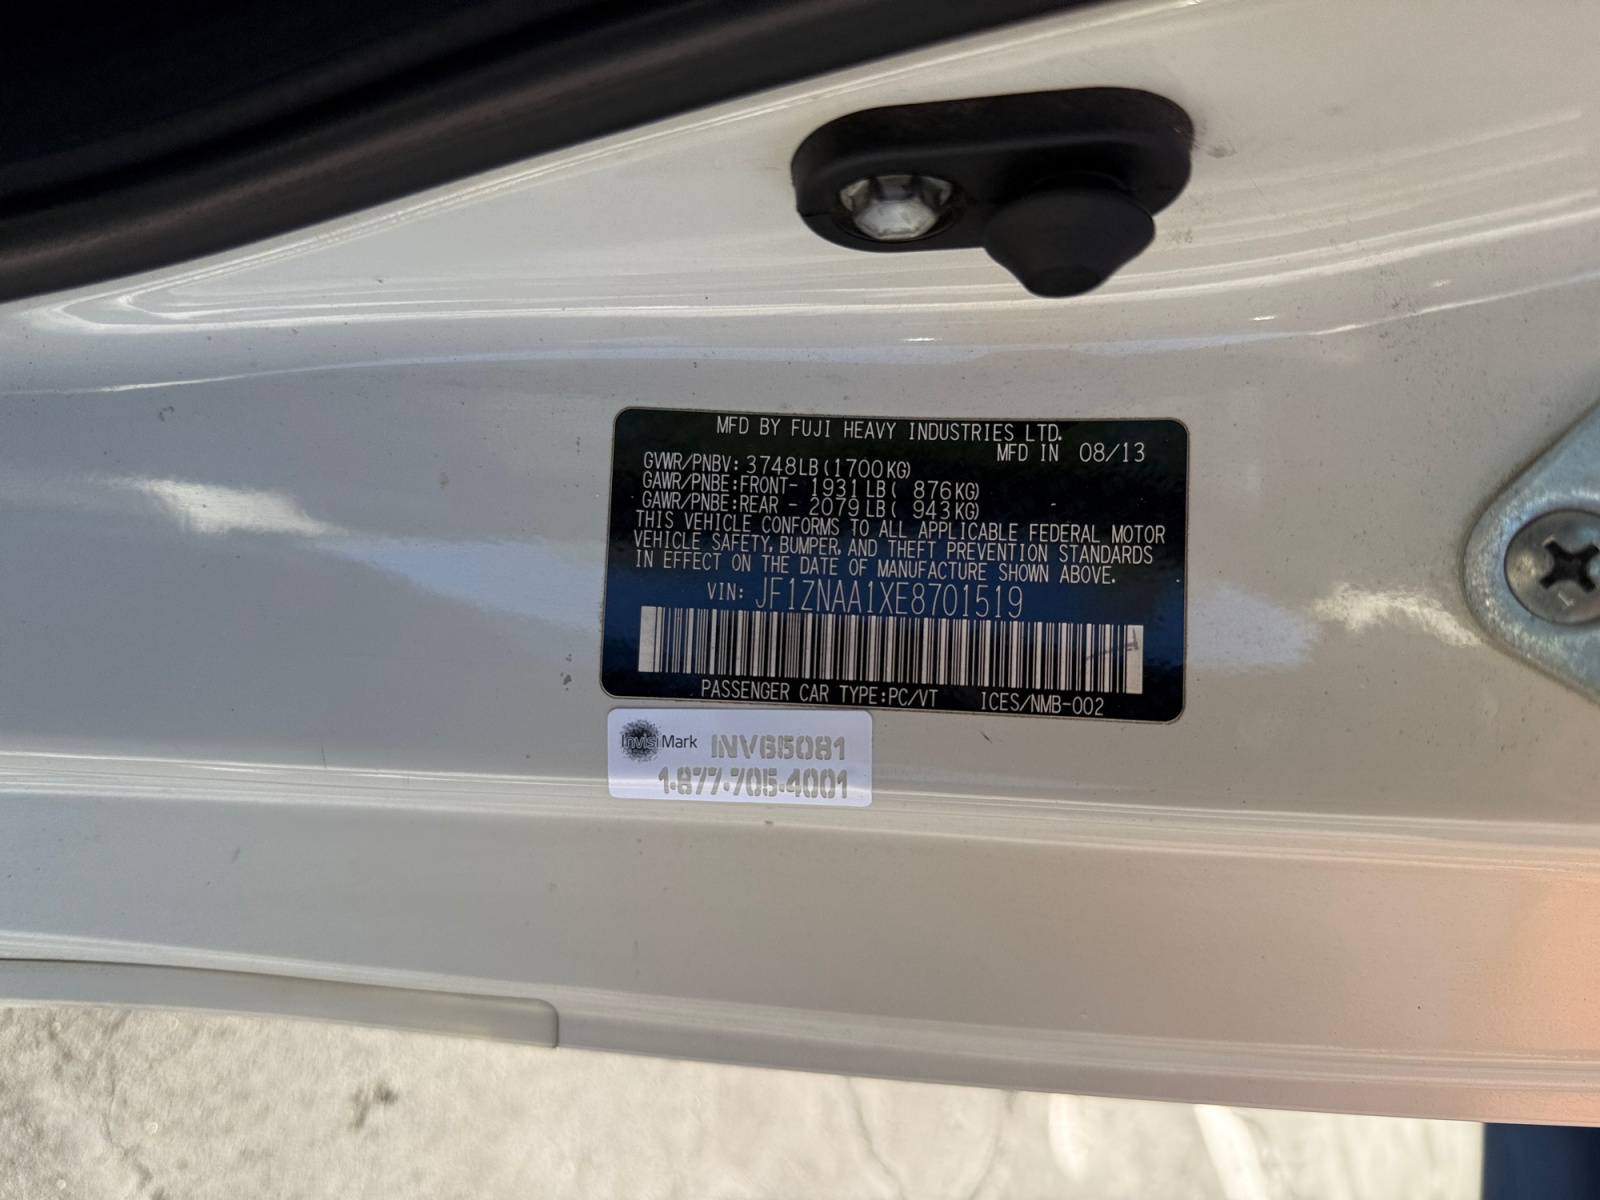 MFD BY FUJI HEAVY INDUSTRIES LTD.
MFD IN 08/13
GVWR/PNBV: 3748LB(1700KG)
GAWR/PNBE:FRONT- 1931LB( 876KG)
GAWR/PNBE:REAR - 2079LB( 943KG)
THIS VEHICLE CONFORMS TO ALL APPLICABLE FEDERAL MOTOR
VEHICLE SAFETY, BUMPER, AND THEFT PREVENTION STANDARDS
IN EFFECT ON THE DATE OF MANUFACTURE SHOWN ABOVE.
VIN: JF1ZNAA1XE8701519
PASSENGER CAR TYPE:PC/VT ICES/NMB-002
InvisiMark INV65081
1·877·705·4001